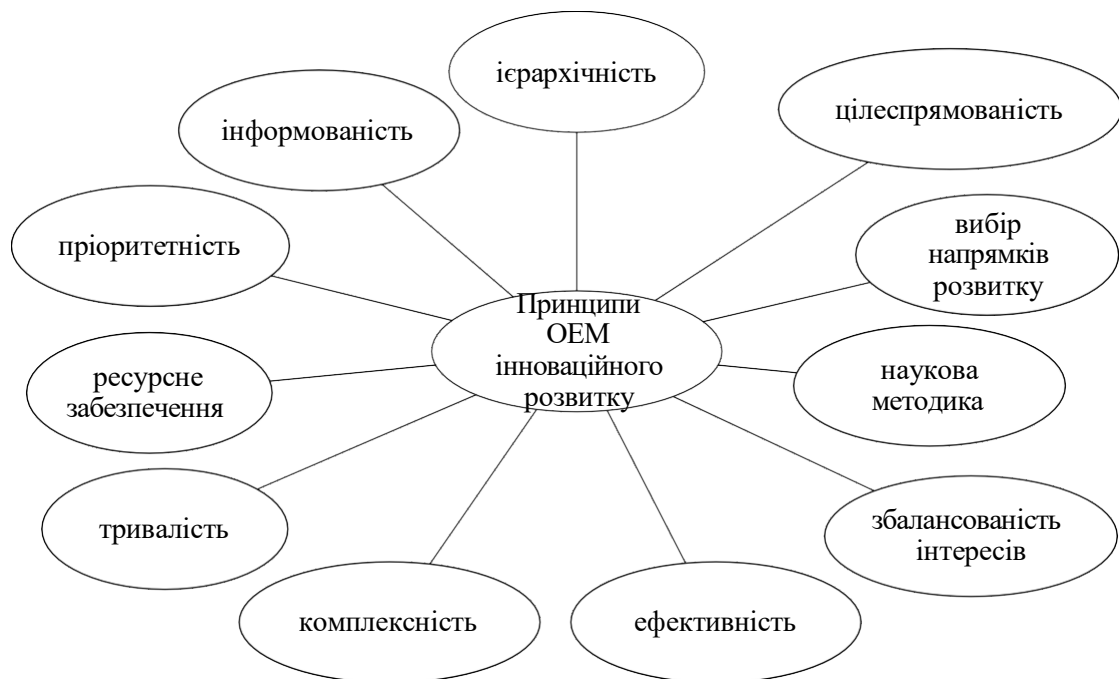 ієрархічність
цілеспрямованість
інформованість
вибір
напрямків
розвитку
пріоритетність
Принципи
ОЕМ
інноваційного
розвитку
ресурсне
забезпечення
наукова
методика
тривалість
збалансованість
інтересів
комплексність
ефективність